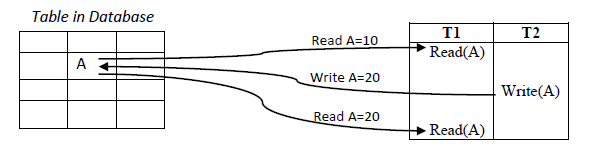 Table in Database
T1 T2
Read A=10
Read(A)
A
Write A=20
Write(A)
Read A=20
Read(A)